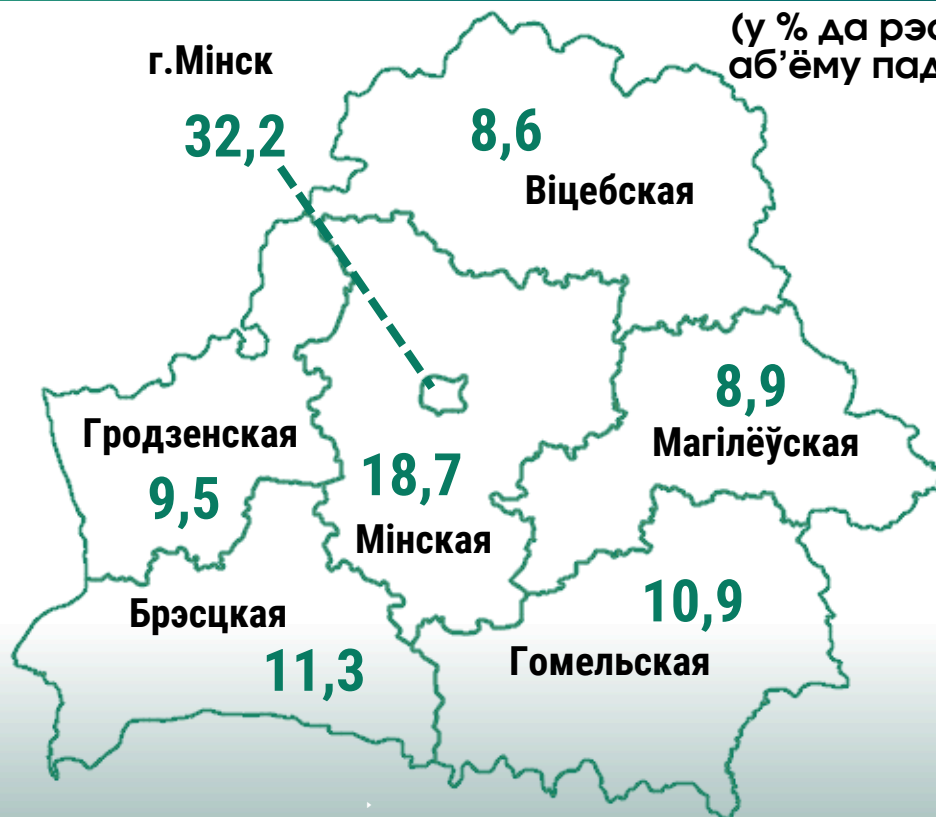 (у % да рэс
аб’ёму пад
г.Мінск
32,2
8,6
Віцебская
8,9
Магілёўская
Гродзенская
9,5
18,7
Мінская
Брэсцкая
11,3
10,9
Гомельская